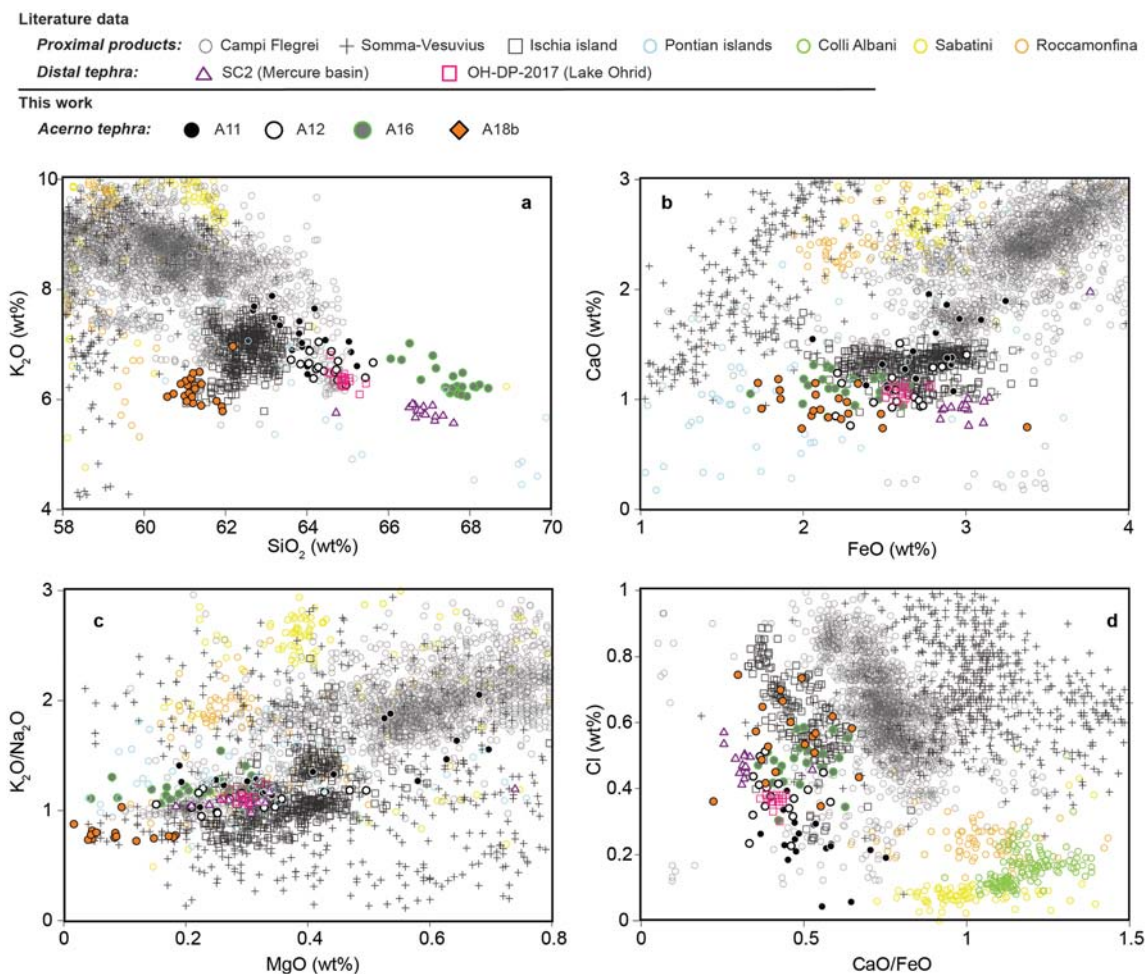 Literature data
Proximal products: Campi Flegrei Somma-Vesuvius Ischia island Pontian islands Colli Albani Sabatini Roccamonfina
Distal tephra: SC2 (Mercure basin) OH-DP-2017 (Lake Ohrid)
This work
Acerno tephra: A11 A12 A16 A18b
10
8
6
4
K₂O (wt%)
a
58 60 62 64 66 68 70
SiO₂ (wt%)
3
2
1
0
CaO (wt%)
b
1 2 3 4
FeO (wt%)
3
2
1
0
K₂O/Na₂O
c
0 0.2 0.4 0.6 0.8
MgO (wt%)
1
0.8
0.6
0.4
0.2
0
Cl (wt%)
d
0 0.5 1 1.5
CaO/FeO